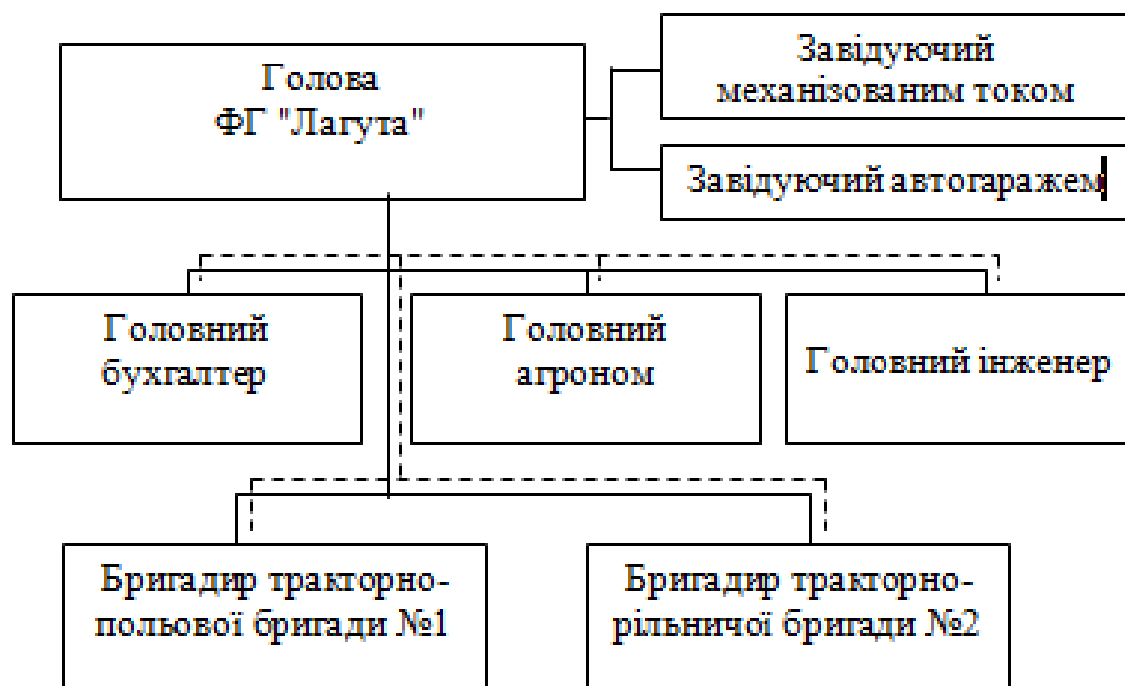 Голова
ФГ "Лагута"
Завідуючий
механізованим током
Завідуючий автогаражем
Головний
бухгалтер
Головний
агроном
Головний інженер
Бригадир тракторно-
польової бригади №1
Бригадир тракторно-
рільничої бригади №2